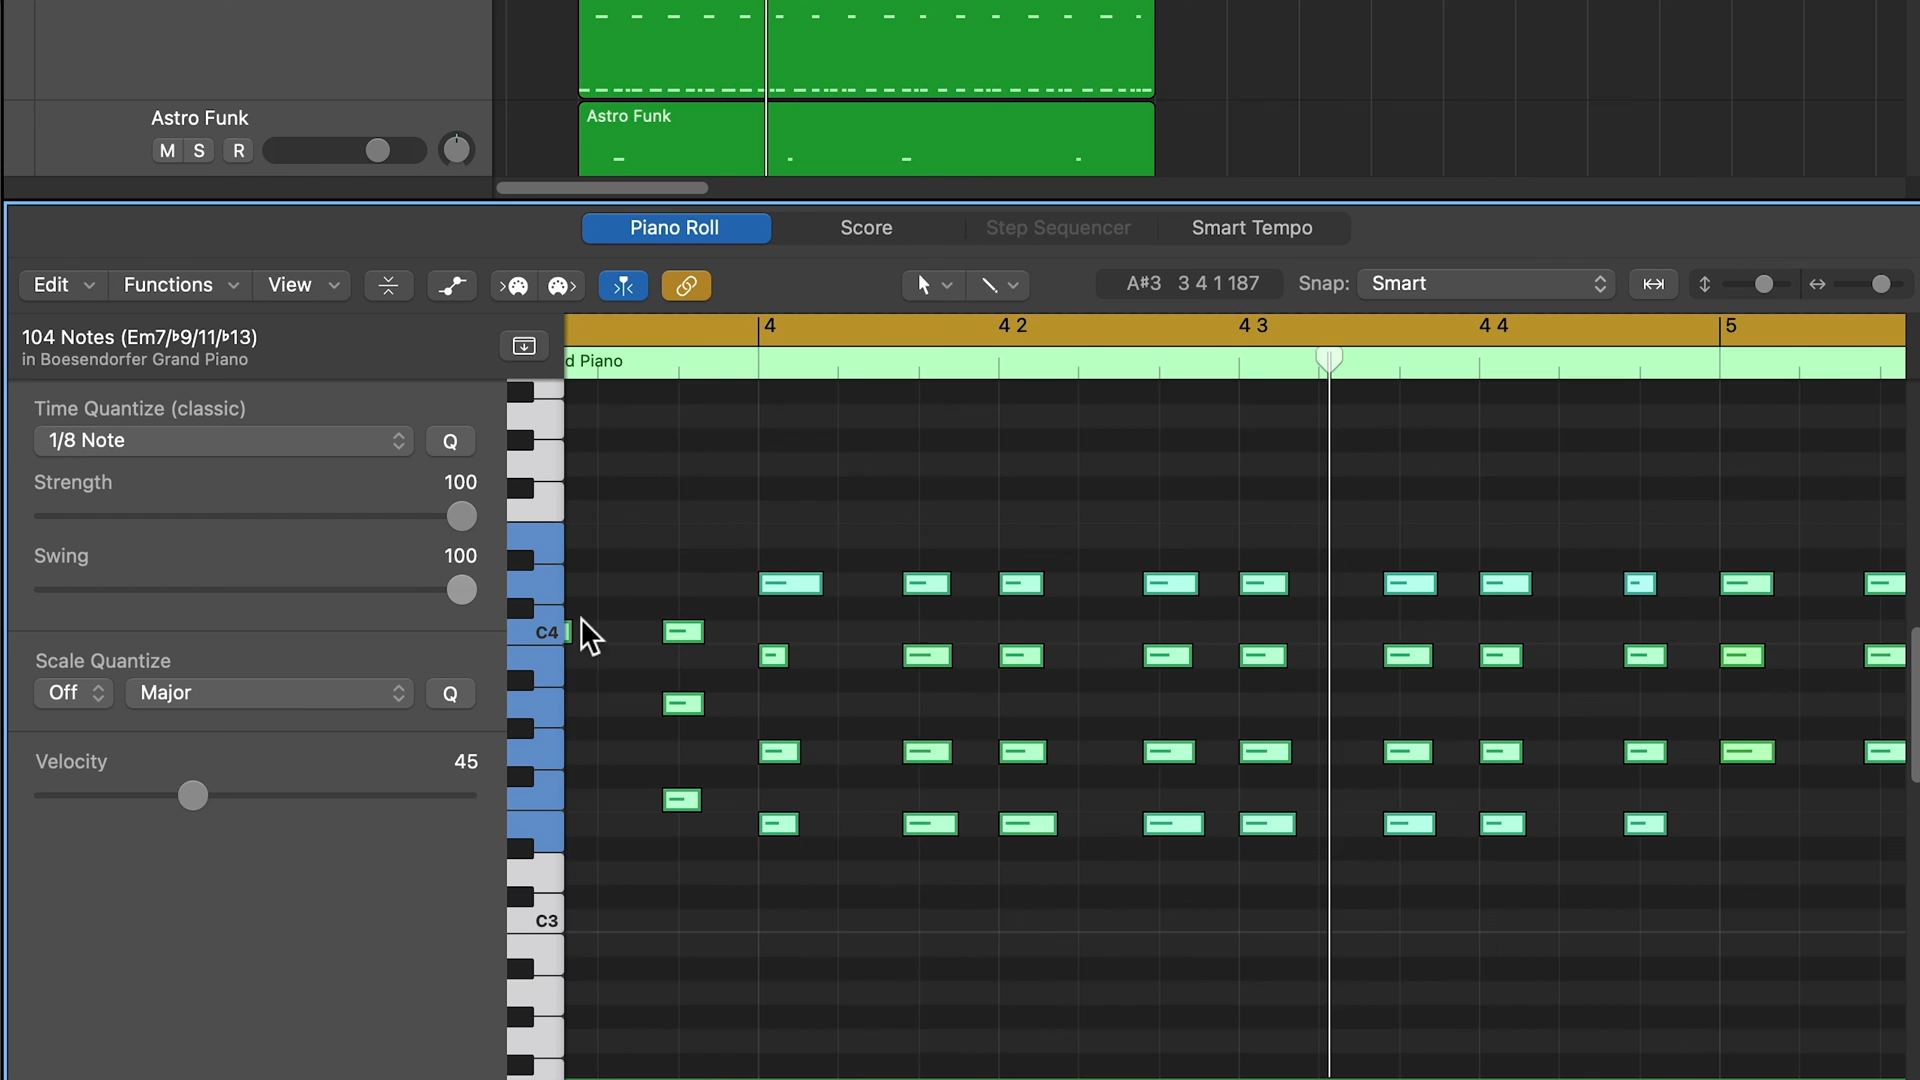 Astro Funk
M S R
Astro Funk
Piano Roll
Score
Step Sequencer
Smart Tempo
Edit
Functions
View
A#3 3 4 1 187
Snap: Smart
104 Notes (Em7/♭9/11/♭13)
in Boesendorfer Grand Piano
4
4 2
4 3
4 4
5
d Piano
Time Quantize (classic)
1/8 Note
Q
Strength 100
Swing 100
Scale Quantize
Off
Major
Q
Velocity 45
C4
C3